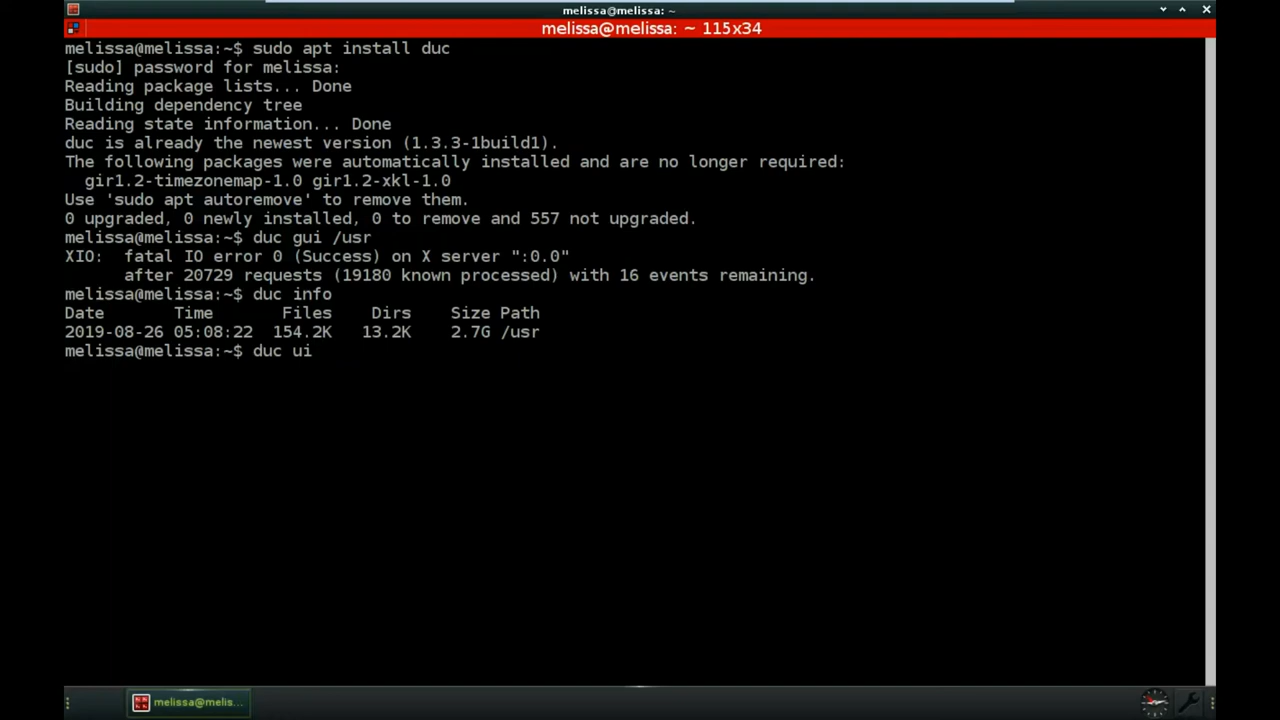 melissa@melissa: ~
melissa@melissa: ~ 115x34
melissa@melissa:~$ sudo apt install duc
[sudo] password for melissa:
Reading package lists... Done
Building dependency tree
Reading state information... Done
duc is already the newest version (1.3.3-1build1).
The following packages were automatically installed and are no longer required:
  gir1.2-timezonemap-1.0 gir1.2-xkl-1.0
Use 'sudo apt autoremove' to remove them.
0 upgraded, 0 newly installed, 0 to remove and 557 not upgraded.
melissa@melissa:~$ duc gui /usr
XIO:  fatal IO error 0 (Success) on X server ":0.0"
      after 20729 requests (19180 known processed) with 16 events remaining.
melissa@melissa:~$ duc info
Date       Time       Files    Dirs    Size Path
2019-08-26 05:08:22  154.2K   13.2K    2.7G /usr
melissa@melissa:~$ duc ui
melissa@melis...